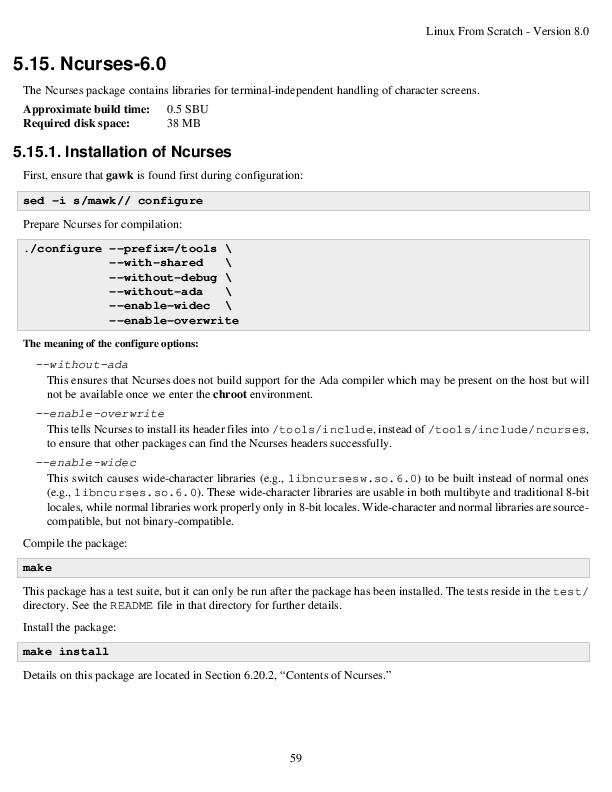 Linux From Scratch - Version 8.0
5.15. Ncurses-6.0
The Ncurses package contains libraries for terminal-independent handling of character screens.
Approximate build time: 0.5 SBU
Required disk space: 38 MB
5.15.1. Installation of Ncurses
First, ensure that gawk is found first during configuration:
sed -i s/mawk// configure
Prepare Ncurses for compilation:
./configure --prefix=/tools \
--with-shared \
--without-debug \
--without-ada \
--enable-widec \
--enable-overwrite
The meaning of the configure options:
--without-ada
This ensures that Ncurses does not build support for the Ada compiler which may be present on the host but will
not be available once we enter the chroot environment.
--enable-overwrite
This tells Ncurses to install its header files into /tools/include, instead of /tools/include/ncurses,
to ensure that other packages can find the Ncurses headers successfully.
--enable-widec
This switch causes wide-character libraries (e.g., libncursesw.so.6.0) to be built instead of normal ones
(e.g., libncurses.so.6.0). These wide-character libraries are usable in both multibyte and traditional 8-bit
locales, while normal libraries work properly only in 8-bit locales. Wide-character and normal libraries are source-
compatible, but not binary-compatible.
Compile the package:
make
This package has a test suite, but it can only be run after the package has been installed. The tests reside in the test/
directory. See the README file in that directory for further details.
Install the package:
make install
Details on this package are located in Section 6.20.2, “Contents of Ncurses.”
59